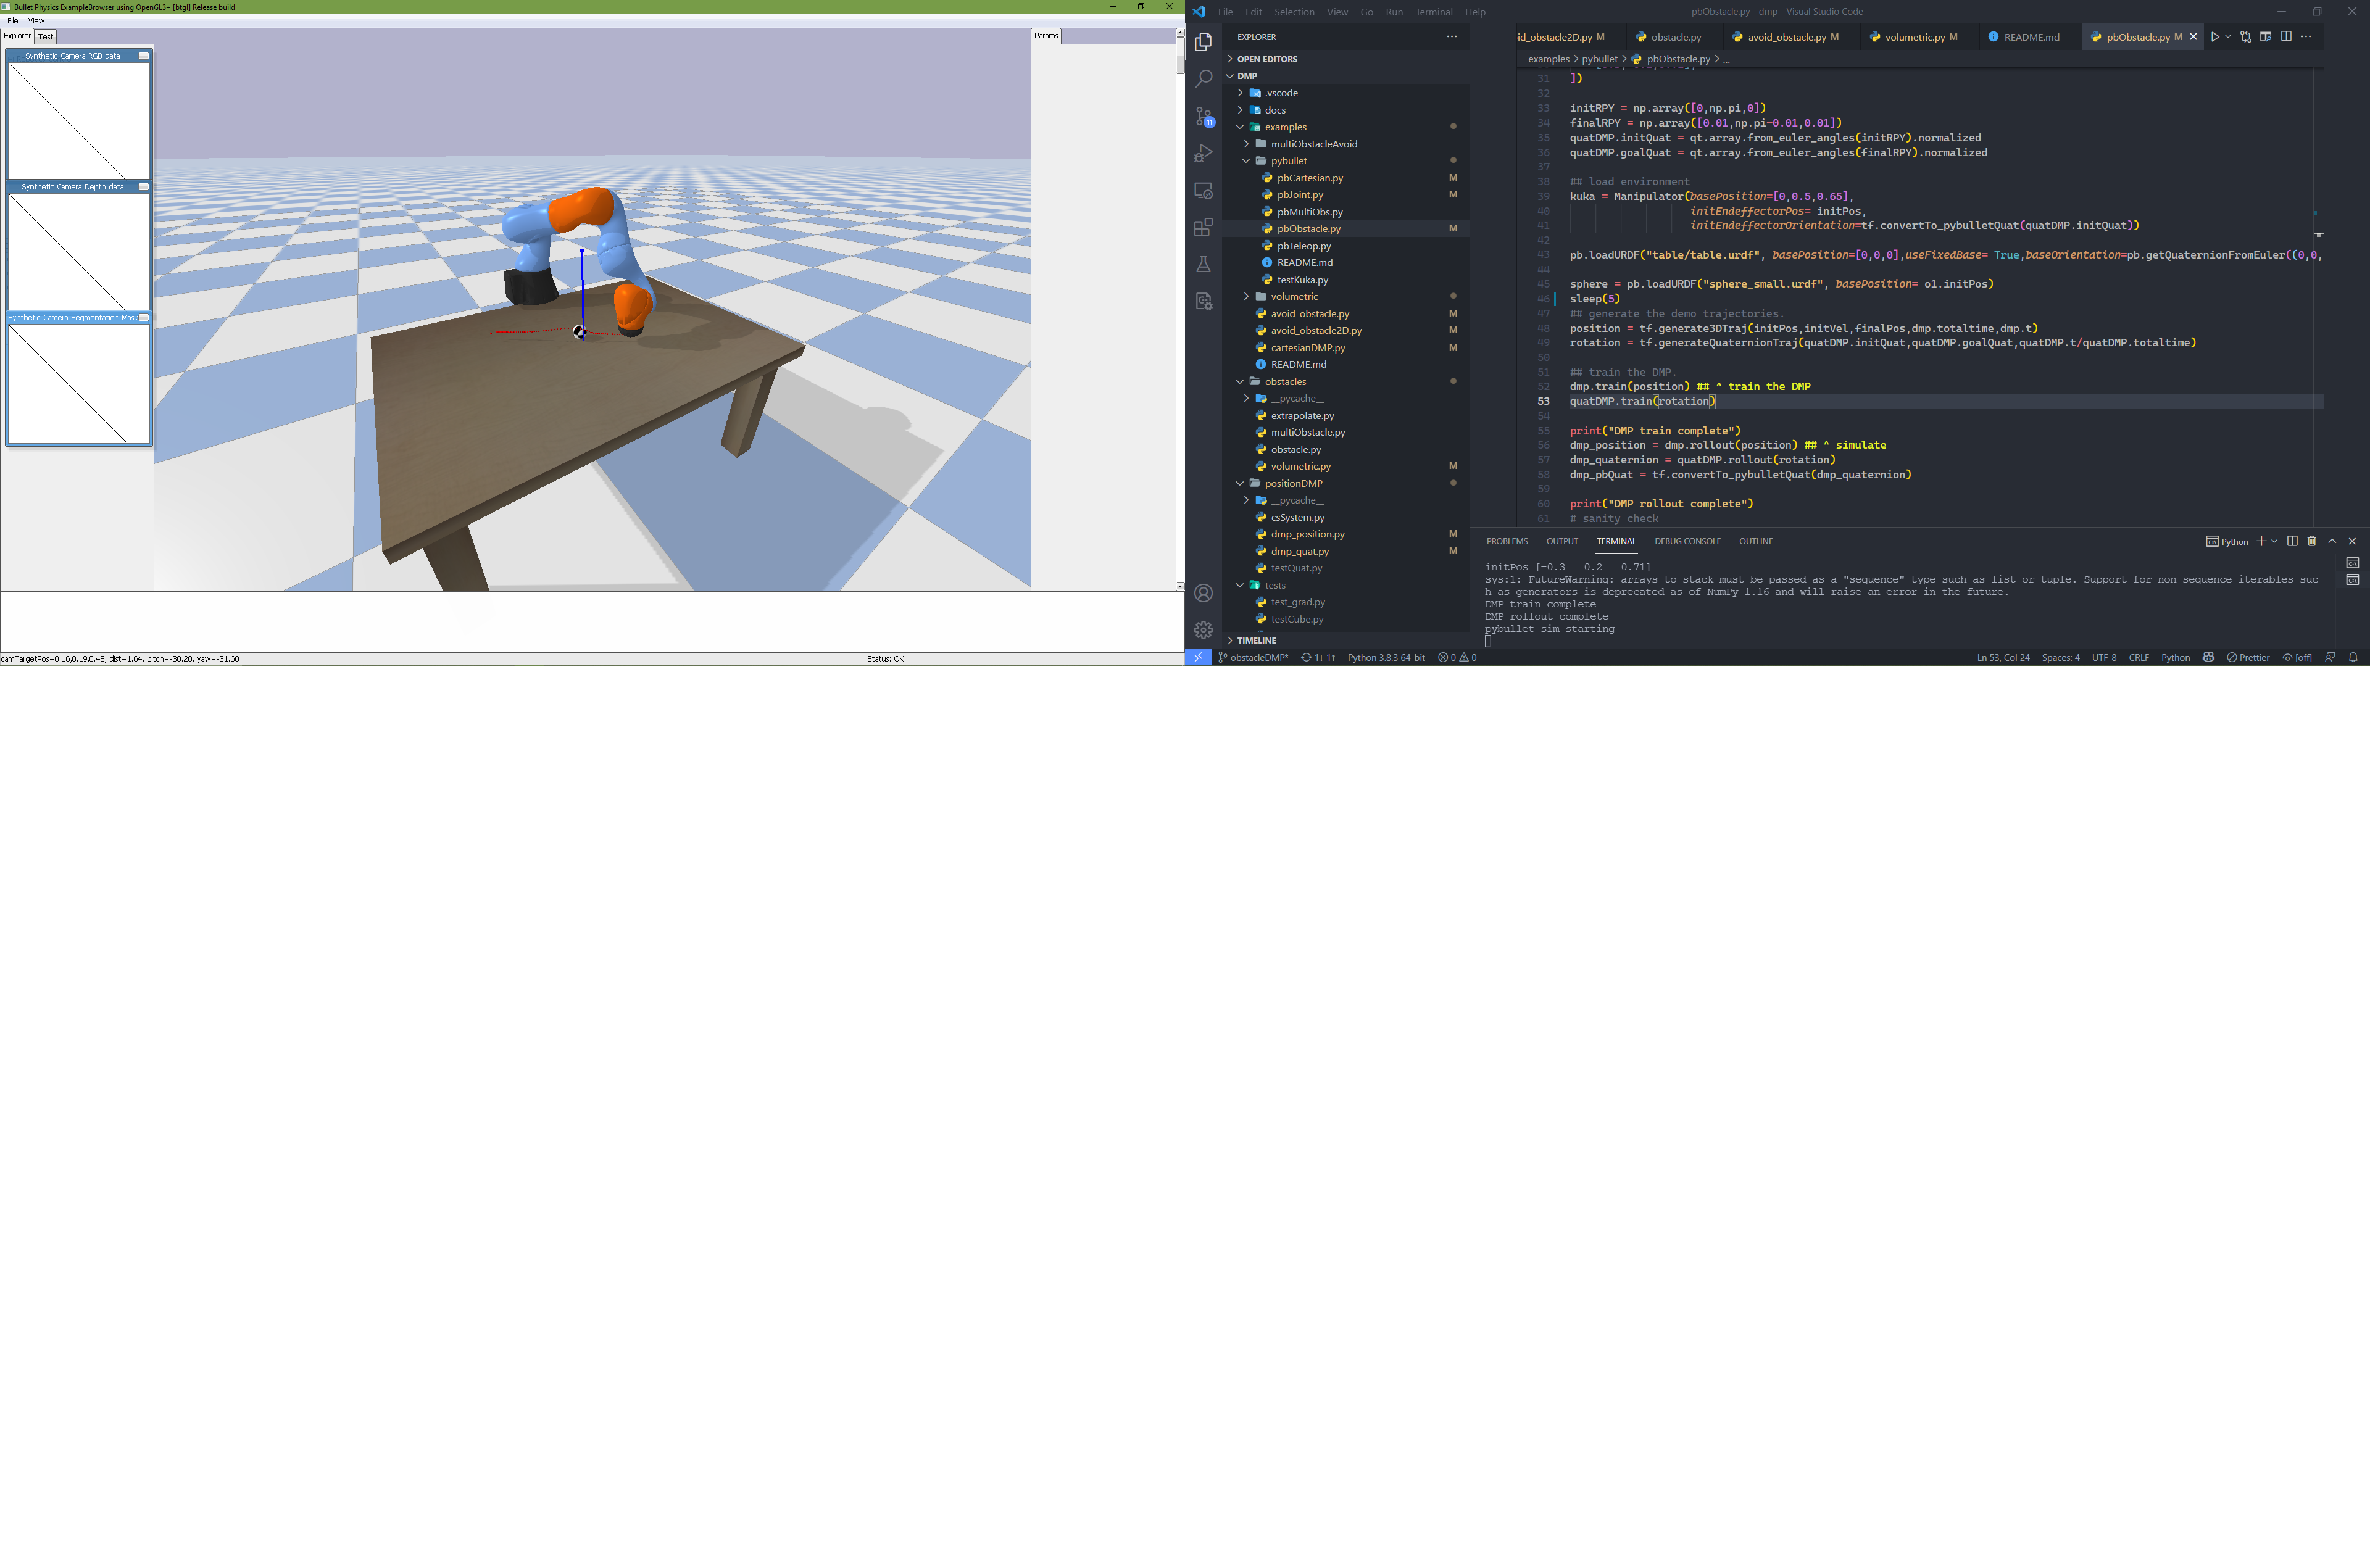 Bullet Physics ExampleBrowser using OpenGL3+ [btgl] Release build
File View
Explorer Test
Synthetic Camera RGB data
Synthetic Camera Depth data
Synthetic Camera Segmentation Mask
Params
camTargetPos=0.16,0.19,0.48, dist=1.64, pitch=-30.20, yaw=-31.60
Status: OK
File Edit Selection View Go Run Terminal Help
pbObstacle.py - dmp - Visual Studio Code
EXPLORER
OPEN EDITORS
DMP
.vscode
docs
examples
multiObstacleAvoid
pybullet
pbCartesian.py M
pbJoint.py M
pbMultiObs.py
pbObstacle.py M
pbTeleop.py
README.md
testKuka.py
volumetric
avoid_obstacle.py M
avoid_obstacle2D.py M
cartesianDMP.py M
README.md
obstacles
__pycache__
extrapolate.py
multiObstacle.py
obstacle.py
volumetric.py M
positionDMP
__pycache__
csSystem.py
dmp_position.py M
dmp_quat.py M
testQuat.py
tests
test_grad.py
testCube.py
TIMELINE
11
id_obstacle2D.py M obstacle.py avoid_obstacle.py M volumetric.py M README.md pbObstacle.py M
examples > pybullet > pbObstacle.py > ...
31 ])
32
33 initRPY = np.array([0,np.pi,0])
34 finalRPY = np.array([0.01,np.pi-0.01,0.01])
35 quatDMP.initQuat = qt.array.from_euler_angles(initRPY).normalized
36 quatDMP.goalQuat = qt.array.from_euler_angles(finalRPY).normalized
37
38 ## load environment
39 kuka = Manipulator(basePosition=[0,0.5,0.65],
40 initEndeffectorPos= initPos,
41 initEndeffectorOrientation=tf.convertTo_pybulletQuat(quatDMP.initQuat))
42
43 pb.loadURDF("table/table.urdf", basePosition=[0,0,0],useFixedBase= True,baseOrientation=pb.getQuaternionFromEuler((0,0,
44
45 sphere = pb.loadURDF("sphere_small.urdf", basePosition= o1.initPos)
46 sleep(5)
47 ## generate the demo trajectories.
48 position = tf.generate3DTraj(initPos,initVel,finalPos,dmp.totaltime,dmp.t)
49 rotation = tf.generateQuaternionTraj(quatDMP.initQuat,quatDMP.goalQuat,quatDMP.t/quatDMP.totaltime)
50
51 ## train the DMP.
52 dmp.train(position) ## ^ train the DMP
53 quatDMP.train(rotation)
54
55 print("DMP train complete")
56 dmp_position = dmp.rollout(position) ## ^ simulate
57 dmp_quaternion = quatDMP.rollout(rotation)
58 dmp_pbQuat = tf.convertTo_pybulletQuat(dmp_quaternion)
59
60 print("DMP rollout complete")
61 # sanity check
PROBLEMS OUTPUT TERMINAL DEBUG CONSOLE OUTLINE
Python
initPos [-0.3 0.2 0.71]
sys:1: FutureWarning: arrays to stack must be passed as a "sequence" type such as list or tuple. Support for non-sequence iterables suc
h as generators is deprecated as of NumPy 1.16 and will raise an error in the future.
DMP train complete
DMP rollout complete
pybullet sim starting
obstacleDMP* 1↓ 1↑ Python 3.8.3 64-bit 0 0
Ln 53, Col 24 Spaces: 4 UTF-8 CRLF Python Prettier [off]